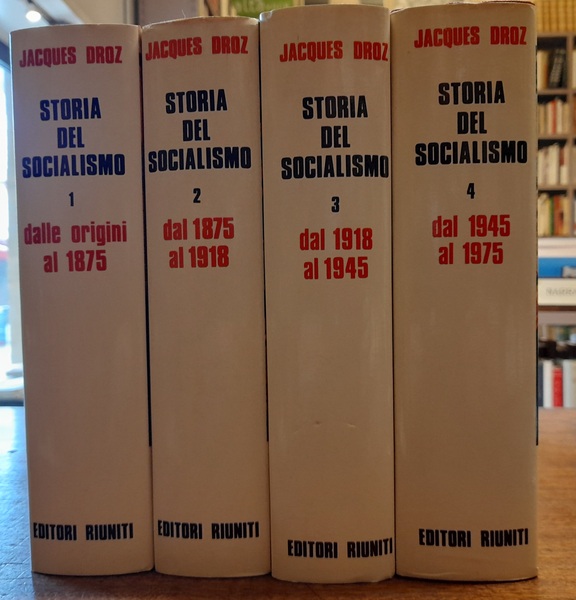 JACQUES DROZ
STORIA
DEL
SOCIALISMO
1
dalle origini
al 1875
EDITORI RIUNITI
JACQUES DROZ
STORIA
DEL
SOCIALISMO
2
dal 1875
al 1918
EDITORI RIUNITI
JACQUES DROZ
STORIA
DEL
SOCIALISMO
3
dal 1918
al 1945
EDITORI RIUNITI
JACQUES DROZ
STORIA
DEL
SOCIALISMO
4
dal 1945
al 1975
EDITORI RIUNITI